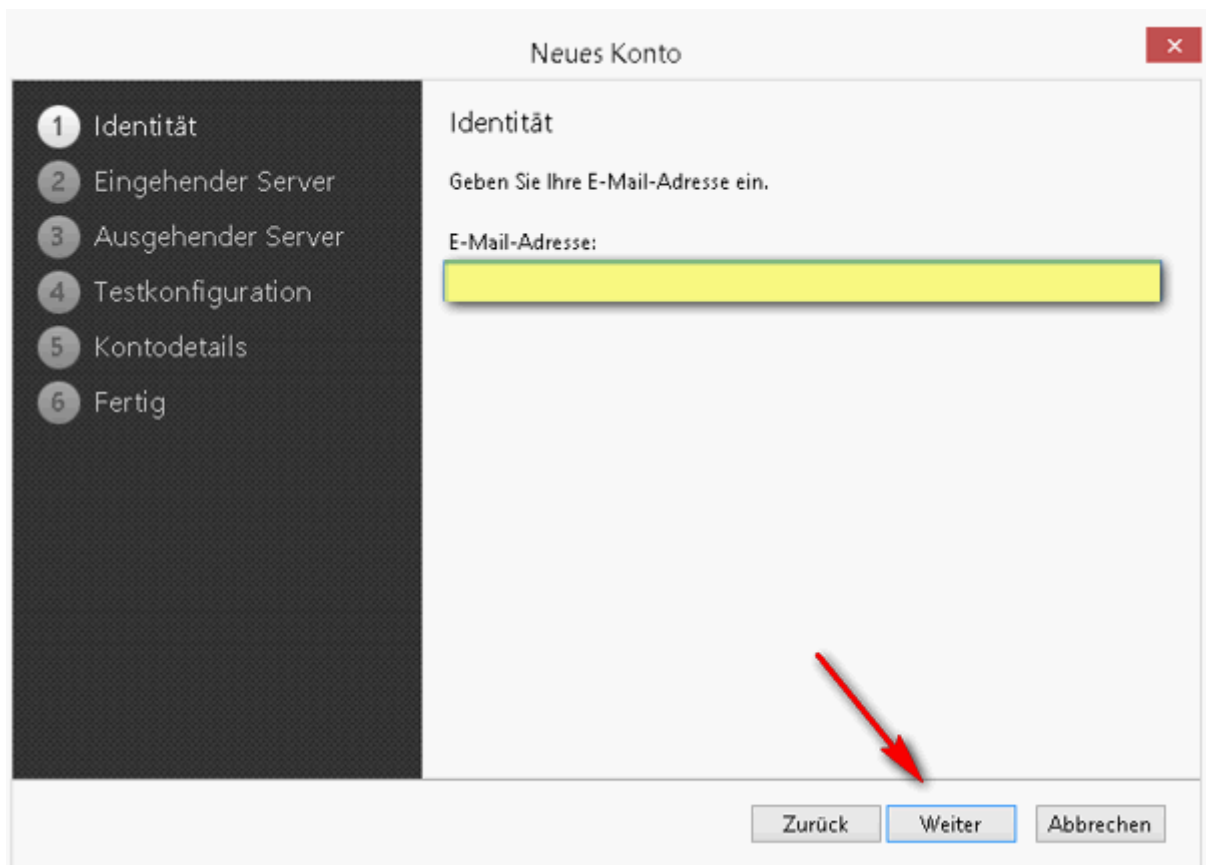 Neues Konto
1 Identität
2 Eingehender Server
3 Ausgehender Server
4 Testkonfiguration
5 Kontodetails
6 Fertig
Identität
Geben Sie Ihre E-Mail-Adresse ein.
E-Mail-Adresse:
Zurück
Weiter
Abbrechen